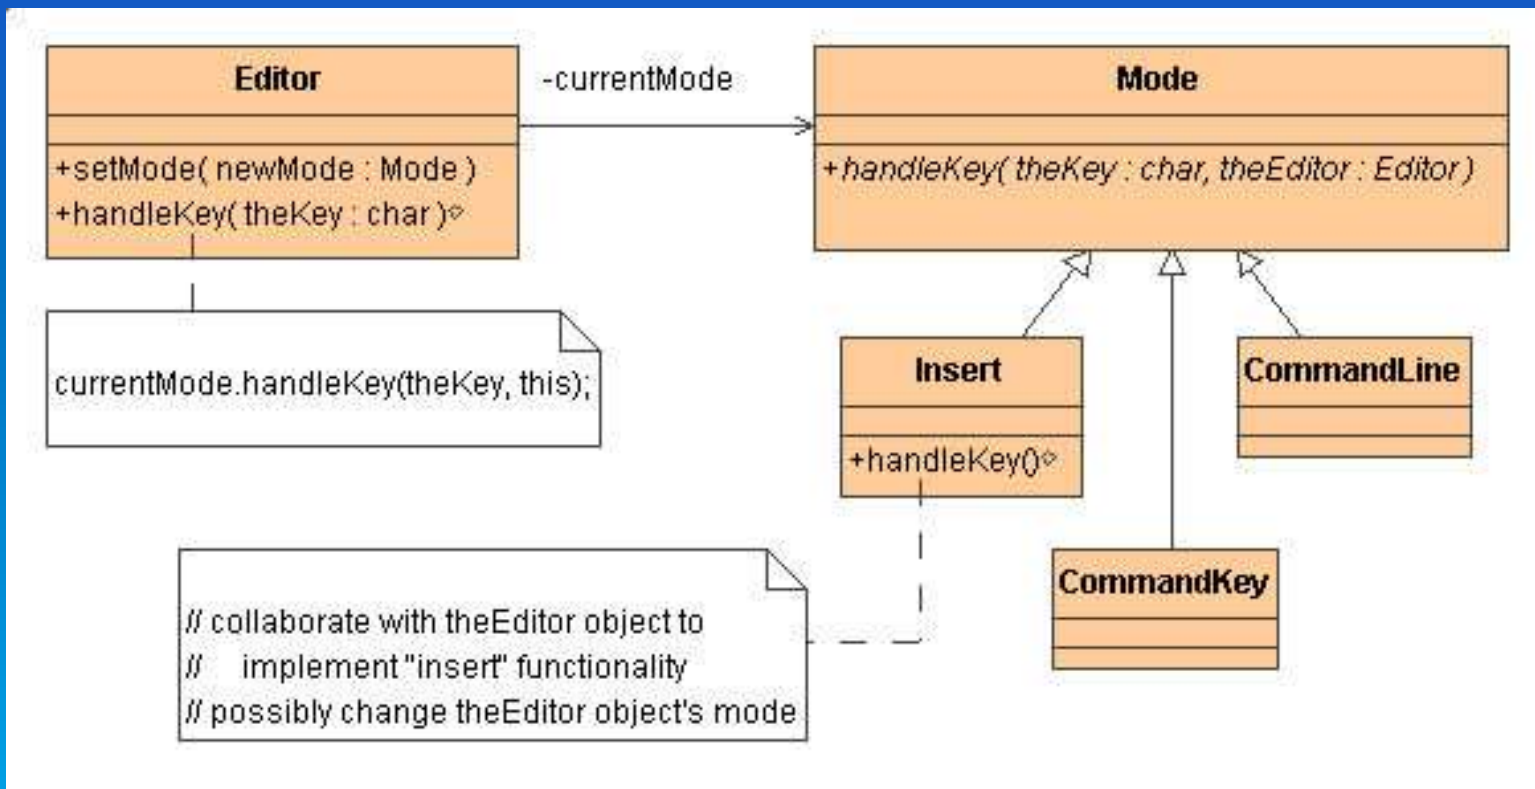 Editor
+setMode( newMode : Mode )
+handleKey( theKey : char )
-currentMode
Mode
+handleKey( theKey : char, theEditor : Editor )
currentMode.handleKey(theKey, this);
Insert
+handleKey()
CommandLine
CommandKey
// collaborate with theEditor object to
// implement "insert" functionality
// possibly change theEditor object's mode